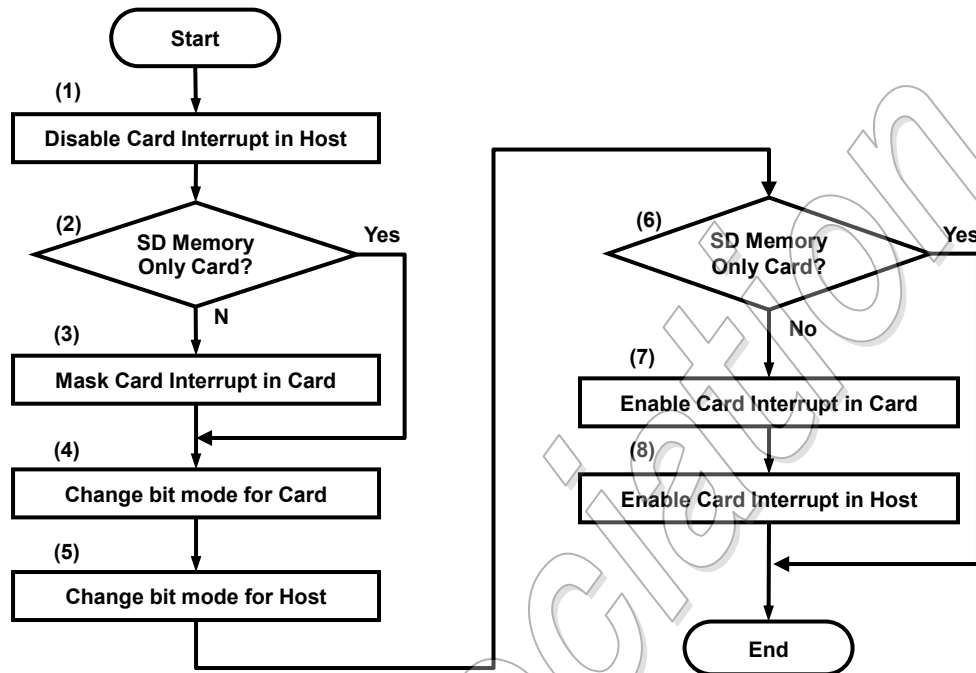 Start
(1)
Disable Card Interrupt in Host
(2)
SD Memory
Only Card?
Yes
N
(3)
Mask Card Interrupt in Card
(4)
Change bit mode for Card
(5)
Change bit mode for Host
(6)
SD Memory
Only Card?
Yes
No
(7)
Enable Card Interrupt in Card
(8)
Enable Card Interrupt in Host
End
ciation